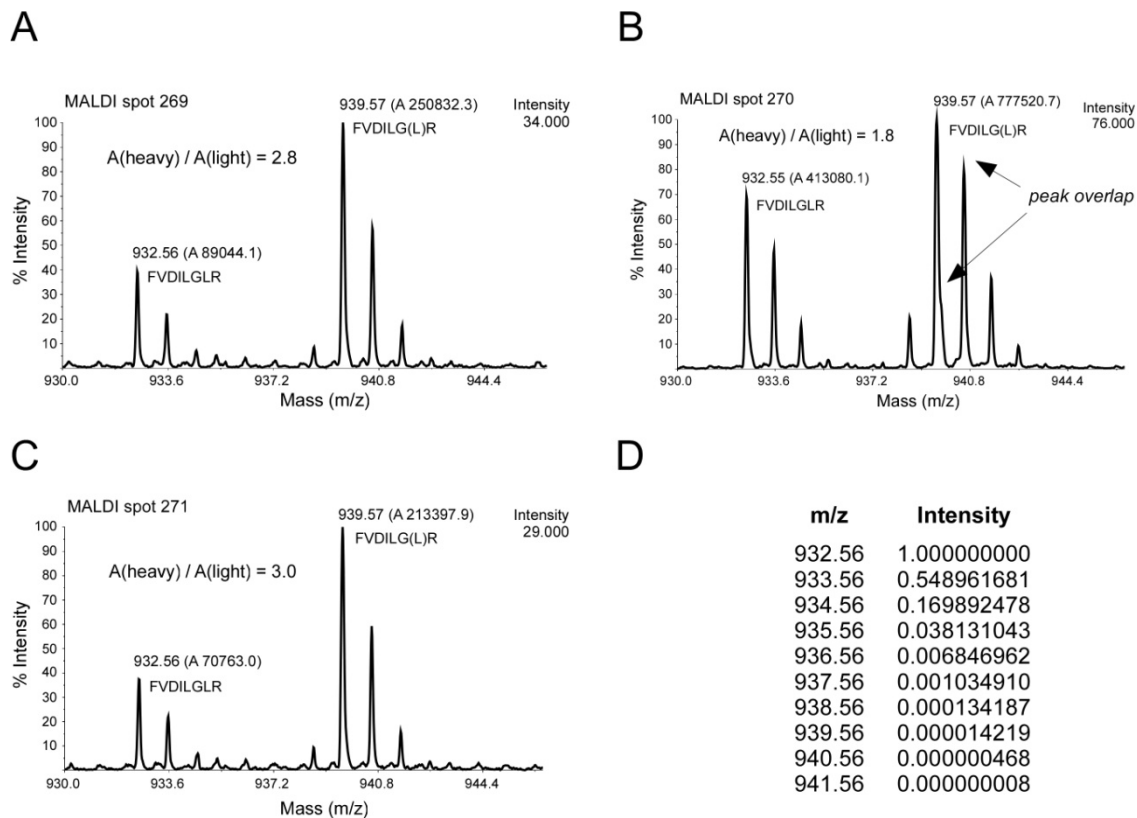 A
MALDI spot 269
939.57 (A 250832.3)
Intensity
34.000
FVDILG(L)R
A(heavy) / A(light) = 2.8
932.56 (A 89044.1)
FVDILGLR
% Intensity
100
90
80
70
60
50
40
30
20
10
930.0 933.6 937.2 940.8 944.4
Mass (m/z)
B
MALDI spot 270
939.57 (A 777520.7)
Intensity
76.000
FVDILG(L)R
A(heavy) / A(light) = 1.8
932.55 (A 413080.1)
FVDILGLR
peak overlap
% Intensity
100
90
80
70
60
50
40
30
20
10
930.0 933.6 937.2 940.8 944.4
Mass (m/z)
C
MALDI spot 271
939.57 (A 213397.9)
Intensity
29.000
FVDILG(L)R
A(heavy) / A(light) = 3.0
932.56 (A 70763.0)
FVDILGLR
% Intensity
100
90
80
70
60
50
40
30
20
10
930.0 933.6 937.2 940.8 944.4
Mass (m/z)
D
m/z Intensity
932.56 1.000000000
933.56 0.548961681
934.56 0.169892478
935.56 0.038131043
936.56 0.006846962
937.56 0.001034910
938.56 0.000134187
939.56 0.000014219
940.56 0.000000468
941.56 0.000000008